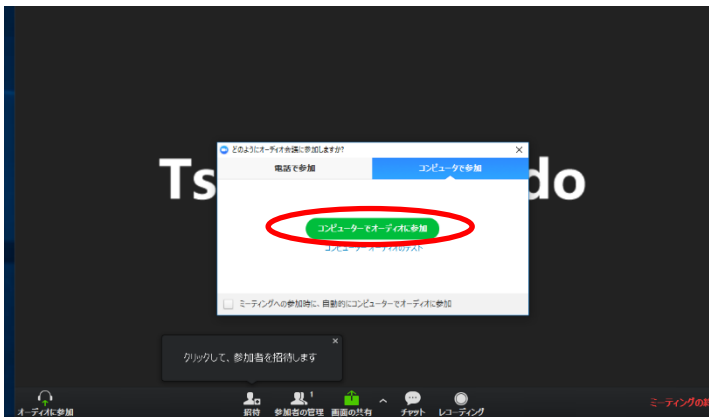 どのようにオーディオ会議に参加しますか?
電話で参加
コンピュータで参加
Ts
do
コンピューターでオーディオに参加
コンピューターオーディオのテスト
ミーティングへの参加時に、自動的にコンピューターでオーディオに参加
クリックして、参加者を招待します
1
オーディオに参加
招待
参加者の管理
画面の共有
チャット
レコーディング
ミーティングの